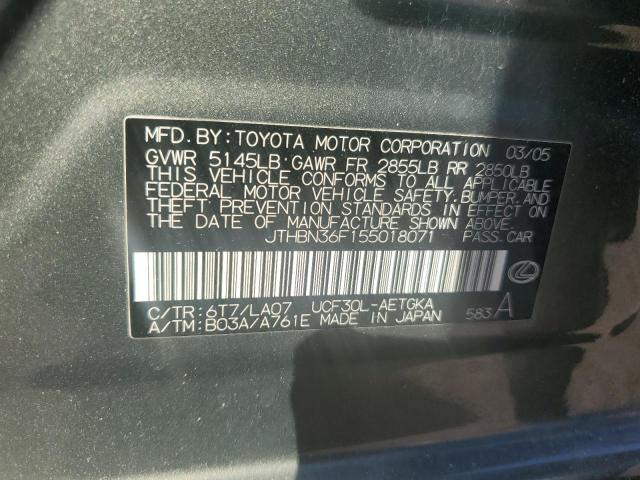 MFD. BY: TOYOTA MOTOR CORPORATION 03/05
GVWR 5145LB GAWR FR 2855LB RR 2850LB
THIS VEHICLE CONFORMS TO ALL APPLICABLE
FEDERAL MOTOR VEHICLE SAFETY, BUMPER, AND
THEFT PREVENTION STANDARDS IN EFFECT ON
THE DATE OF MANUFACTURE SHOWN ABOVE.
JTHBN36F155018071 PASS. CAR
C/TR: 6T7/LA07 UCF30L-AETGKA
A/TM: B03A/A761E MADE IN JAPAN 583 A